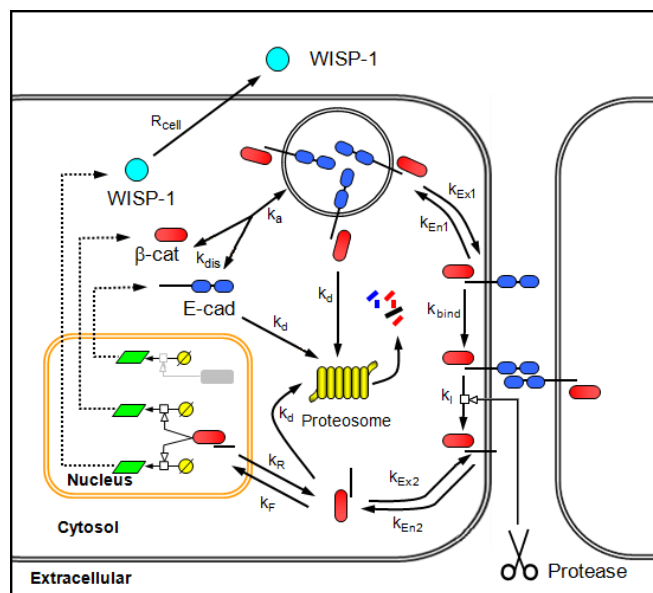 WISP-1
R_cell
WISP-1
k_Ex1
k_En1
k_a
β-cat
k_dis
E-cad
k_d
k_d
k_bind
k_I
Proteosome
k_d
Nucleus
k_R
k_F
k_Ex2
k_En2
Cytosol
Extracellular
Protease